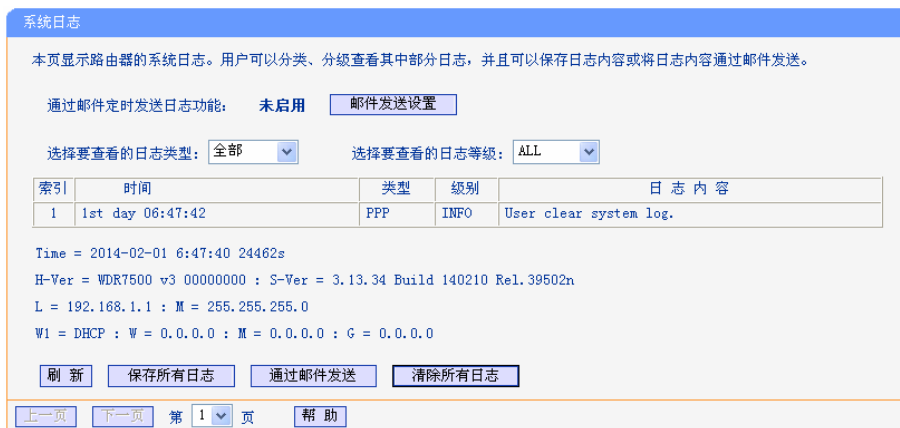 系统日志
本页显示路由器的系统日志。用户可以分类、分级查看其中部分日志，并且可以保存日志内容或将日志内容通过邮件发送。
通过邮件定时发送日志功能： 未启用 邮件发送设置
选择要查看的日志类型： 全部 选择要查看的日志等级： ALL
索引 时间 类型 级别 日 志 内 容
1 1st day 06:47:42 PPP INFO User clear system log.
Time = 2014-02-01 6:47:40 24462s
H-Ver = WDR7500 v3 00000000 : S-Ver = 3.13.34 Build 140210 Rel.39502n
L = 192.168.1.1 : M = 255.255.255.0
W1 = DHCP : W = 0.0.0.0 : M = 0.0.0.0 : G = 0.0.0.0
刷 新 保存所有日志 通过邮件发送 清除所有日志
上一页 下一页 第 1 页 帮 助